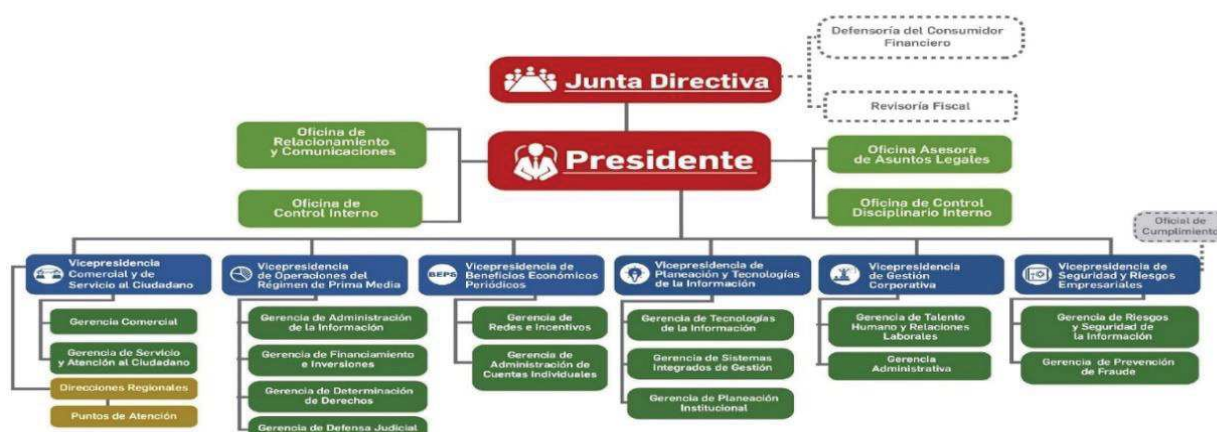 Defensoría del Consumidor
Financiero
Junta Directiva
Revisoría Fiscal
Oficina de
Relacionamiento
y Comunicaciones
Presidente
Oficina Asesora
de Asuntos Legales
Oficina de
Control Interno
Oficina de Control
Disciplinario Interno
Oficial de
Cumplimiento
Vicepresidencia
Comercial y de
Servicio al Ciudadano
Gerencia Comercial
Gerencia de Servicio
y Atención al Ciudadano
Direcciones Regionales
Puntos de Atención
Vicepresidencia
de Operaciones del
Régimen de Prima Media
Gerencia de Administración
de la Información
Gerencia de Financiamiento
e Inversiones
Gerencia de Determinación
de Derechos
Gerencia de Defensa Judicial
BEPS
Vicepresidencia de
Beneficios Económicos
Periódicos
Gerencia de
Redes e Incentivos
Gerencia de
Administración de
Cuentas Individuales
Vicepresidencia de
Planeación y Tecnologías
de la Información
Gerencia de Tecnologías
de la Información
Gerencia de Sistemas
Integrados de Gestión
Gerencia de Planeación
Institucional
Vicepresidencia
de Gestión
Corporativa
Gerencia de Talento
Humano y Relaciones
Laborales
Gerencia
Administrativa
Vicepresidencia de
Seguridad y Riesgos
Empresariales
Gerencia de Riesgos
y Seguridad de
la Información
Gerencia de Prevención
de Fraude